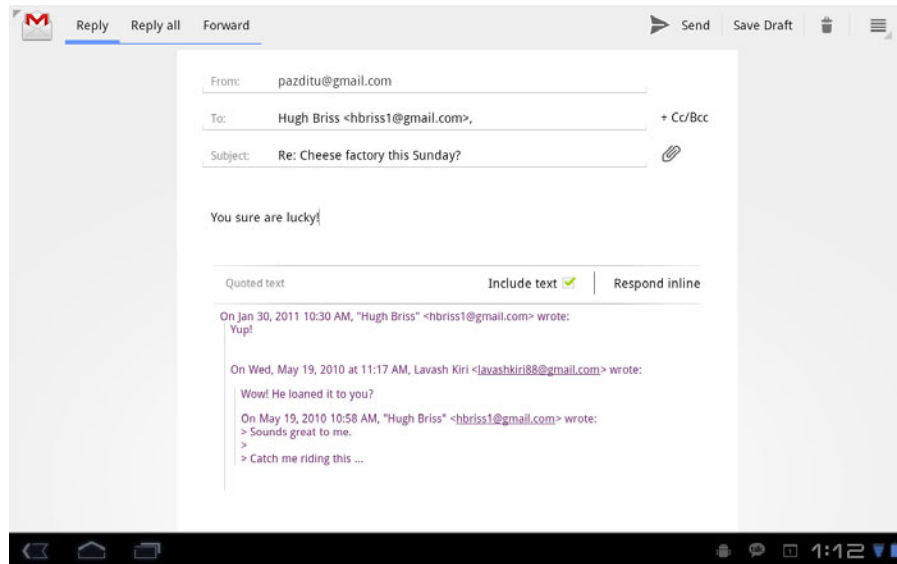 Reply Reply all Forward Send Save Draft
From: pazditu@gmail.com
To: Hugh Briss <hbriss1@gmail.com>, + Cc/Bcc
Subject: Re: Cheese factory this Sunday?
You sure are lucky!
Quoted text Include text Respond inline
On Jan 30, 2011 10:30 AM, "Hugh Briss" <hbriss1@gmail.com> wrote:
Yup!
On Wed, May 19, 2010 at 11:17 AM, Lavash Kiri <lavashkiri88@gmail.com> wrote:
Wow! He loaned it to you?
On May 19, 2010 10:58 AM, "Hugh Briss" <hbriss1@gmail.com> wrote:
> Sounds great to me.
>
> Catch me riding this ...
1:12